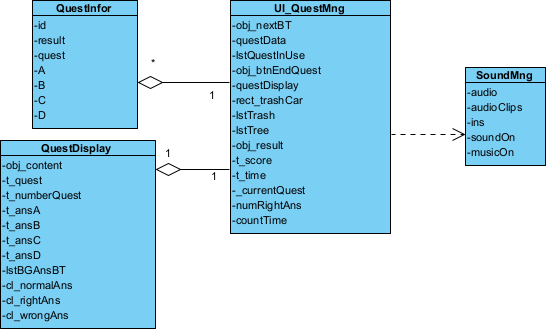 QuestInfor
-id
-result
-quest
-A
-B
-C
-D
*
1
UI_QuestMng
-obj_nextBT
-questData
-lstQuestInUse
-obj_btnEndQuest
-questDisplay
-rect_trashCar
-lstTrash
-lstTree
-obj_result
-t_score
-t_time
-_currentQuest
-numRightAns
-countTime
SoundMng
-audio
-audioClips
-ins
-soundOn
-musicOn
QuestDisplay
-obj_content
-t_quest
-t_numberQuest
-t_ansA
-t_ansB
-t_ansC
-t_ansD
-lstBGAnsBT
-cl_normalAns
-cl_rightAns
-cl_wrongAns
1
1